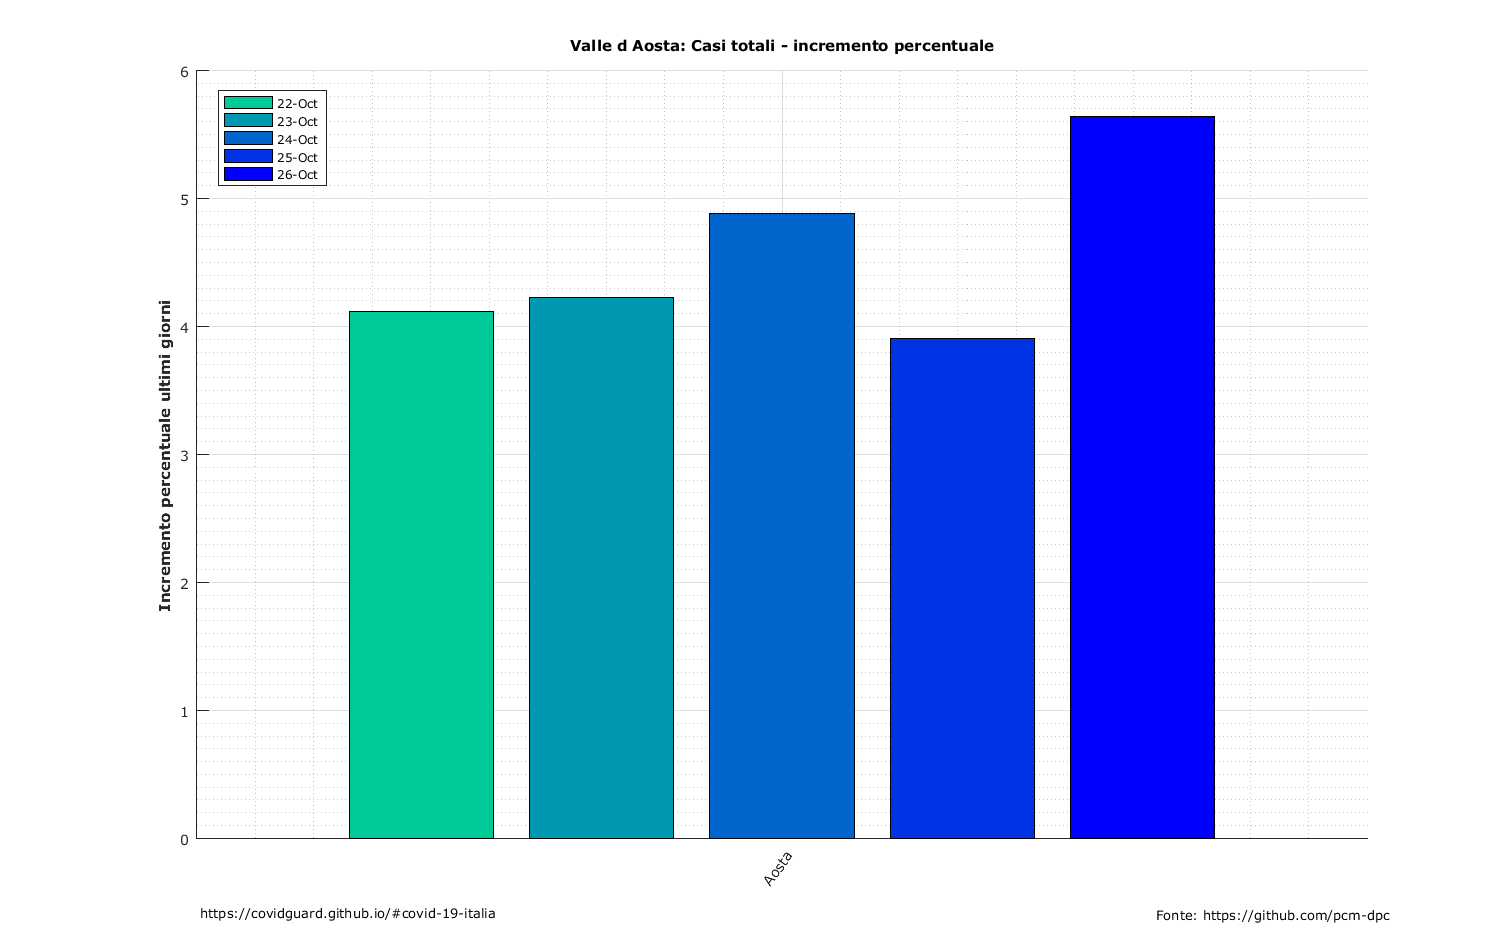 Valle d Aosta: Casi totali - incremento percentuale
6
5
4
3
2
1
0
22-Oct
23-Oct
24-Oct
25-Oct
26-Oct
Incremento percentuale ultimi giorni
Aosta
https://covidguard.github.io/#covid-19-italia
Fonte: https://github.com/pcm-dpc